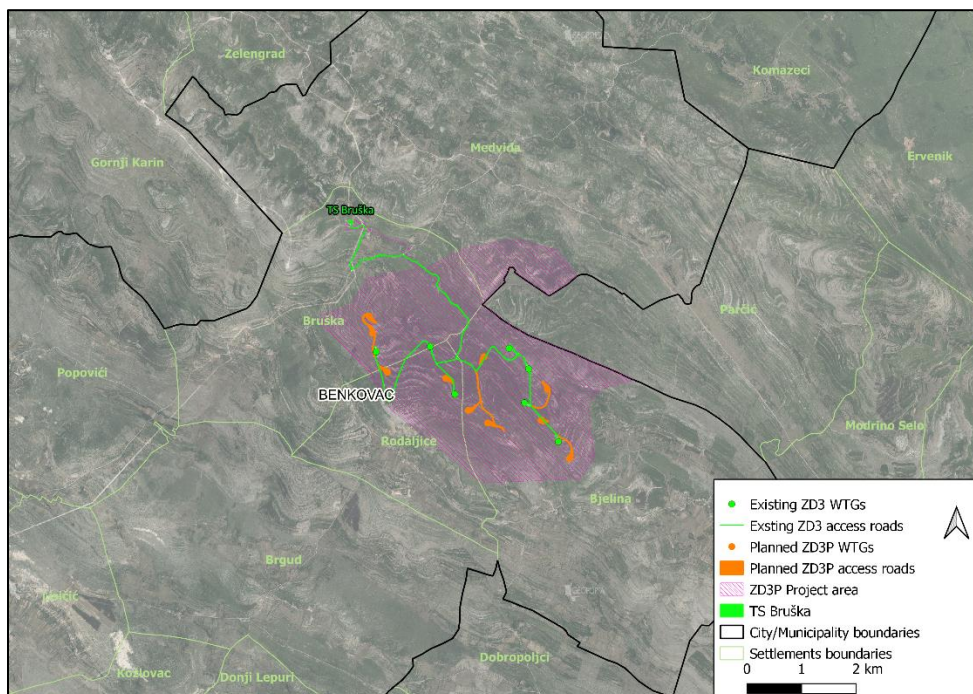 Zelengrad
Komazeci
Medviđa
Gornji Karin
Ervenik
TS Bruška
Bruška
Parčić
Popovići
BENKOVAC
Rodaljice
Modrino Selo
Bjelina
Brgud
Kozlovac
Donji Lepuri
Dobropoljci
Existing ZD3 WTGs
Exsting ZD3 access roads
Planned ZD3P WTGs
Planned ZD3P access roads
ZD3P Project area
TS Bruška
City/Municipality boundaries
Settlements boundaries
0 1 2 km